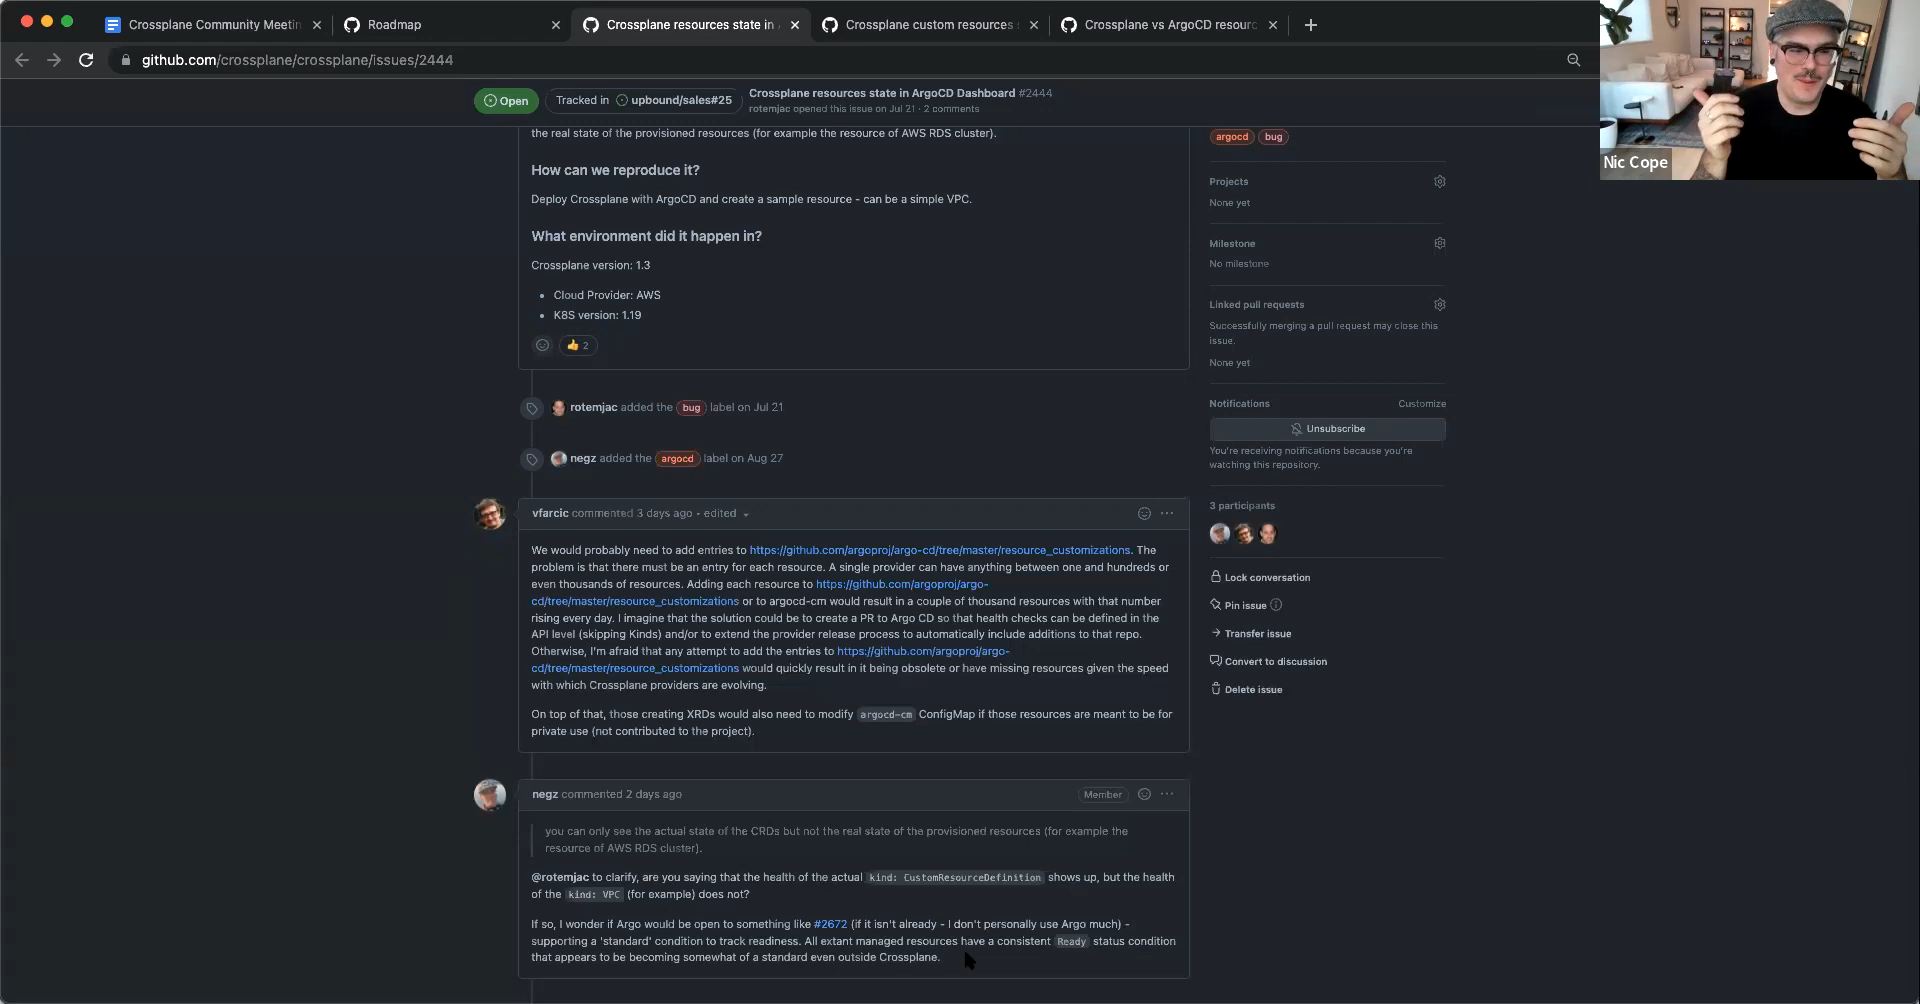 Crossplane Community Meetin
Roadmap
Crossplane resources state in
Crossplane custom resources
Crossplane vs ArgoCD resourc
github.com/crossplane/crossplane/issues/2444
Open
Tracked in upbound/sales#25
Crossplane resources state in ArgoCD Dashboard #2444
rotemjac opened this issue on Jul 21 · 2 comments
the real state of the provisioned resources (for example the resource of AWS RDS cluster).
How can we reproduce it?
Deploy Crossplane with ArgoCD and create a sample resource - can be a simple VPC.
What environment did it happen in?
Crossplane version: 1.3
• Cloud Provider: AWS
• K8S version: 1.19
👍 2
rotemjac added the bug label on Jul 21
negz added the argocd label on Aug 27
vfarcic commented 3 days ago • edited
We would probably need to add entries to https://github.com/argoproj/argo-cd/tree/master/resource_customizations. The
problem is that there must be an entry for each resource. A single provider can have anything between one and hundreds or
even thousands of resources. Adding each resource to https://github.com/argoproj/argo-
cd/tree/master/resource_customizations or to argocd-cm would result in a couple of thousand resources with that number
rising every day. I imagine that the solution could be to create a PR to Argo CD so that health checks can be defined in the
API level (skipping Kinds) and/or to extend the provider release process to automatically include additions to that repo.
Otherwise, I'm afraid that any attempt to add the entries to https://github.com/argoproj/argo-
cd/tree/master/resource_customizations would quickly result in it being obsolete or have missing resources given the speed
with which Crossplane providers are evolving.
On top of that, those creating XRDs would also need to modify argocd-cm ConfigMap if those resources are meant to be for
private use (not contributed to the project).
negz commented 2 days ago
Member
you can only see the actual state of the CRDs but not the real state of the provisioned resources (for example the
resource of AWS RDS cluster).
@rotemjac to clarify, are you saying that the health of the actual kind: CustomResourceDefinition shows up, but the health
of the kind: VPC (for example) does not?
If so, I wonder if Argo would be open to something like #2672 (if it isn't already - I don't personally use Argo much) -
supporting a 'standard' condition to track readiness. All extant managed resources have a consistent Ready status condition
that appears to be becoming somewhat of a standard even outside Crossplane.
argocd bug
Projects
None yet
Milestone
No milestone
Linked pull requests
Successfully merging a pull request may close this
issue.
None yet
Notifications
Customize
Unsubscribe
You're receiving notifications because you're
watching this repository.
3 participants
Lock conversation
Pin issue
Transfer issue
Convert to discussion
Delete issue
Nic Cope